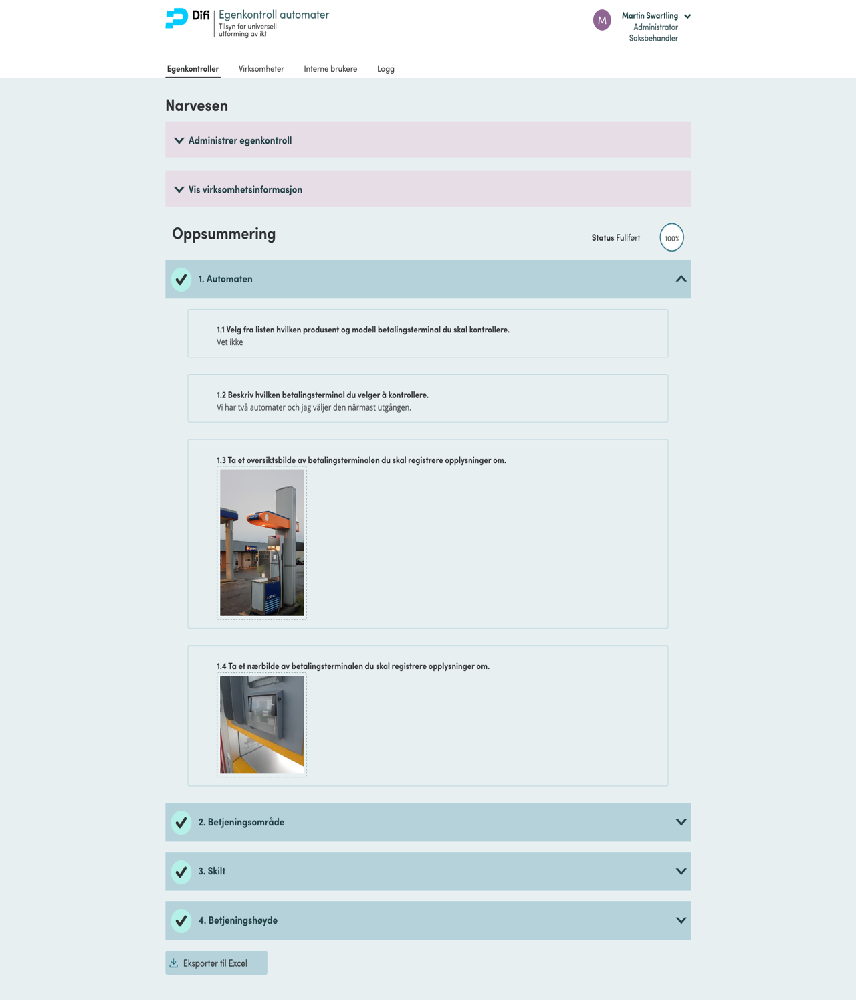 Difi
Egenkontroll automater
Tilsyn for universell
utforming av ikt
M
Martin Swartling
Administrator
Saksbehandler
Egenkontroller Virksomheter Interne brukere Logg
Narvesen
Administrer egenkontroll
Vis virksomhetsinformasjon
Oppsummering
Status Fullført
100%
1. Automaten
1.1 Velg fra listen hvilken produsent og modell betalingsterminal du skal kontrollere.
Vet ikke
1.2 Beskriv hvilken betalingsterminal du velger å kontrollere.
Vi har två automater och jag väljer den närmast utgången.
1.3 Ta et oversiktsbilde av betalingsterminalen du skal registrere opplysninger om.
1.4 Ta et nærbilde av betalingsterminalen du skal registrere opplysninger om.
2. Betjeningsområde
3. Skilt
4. Betjeningshøyde
Eksporter til Excel